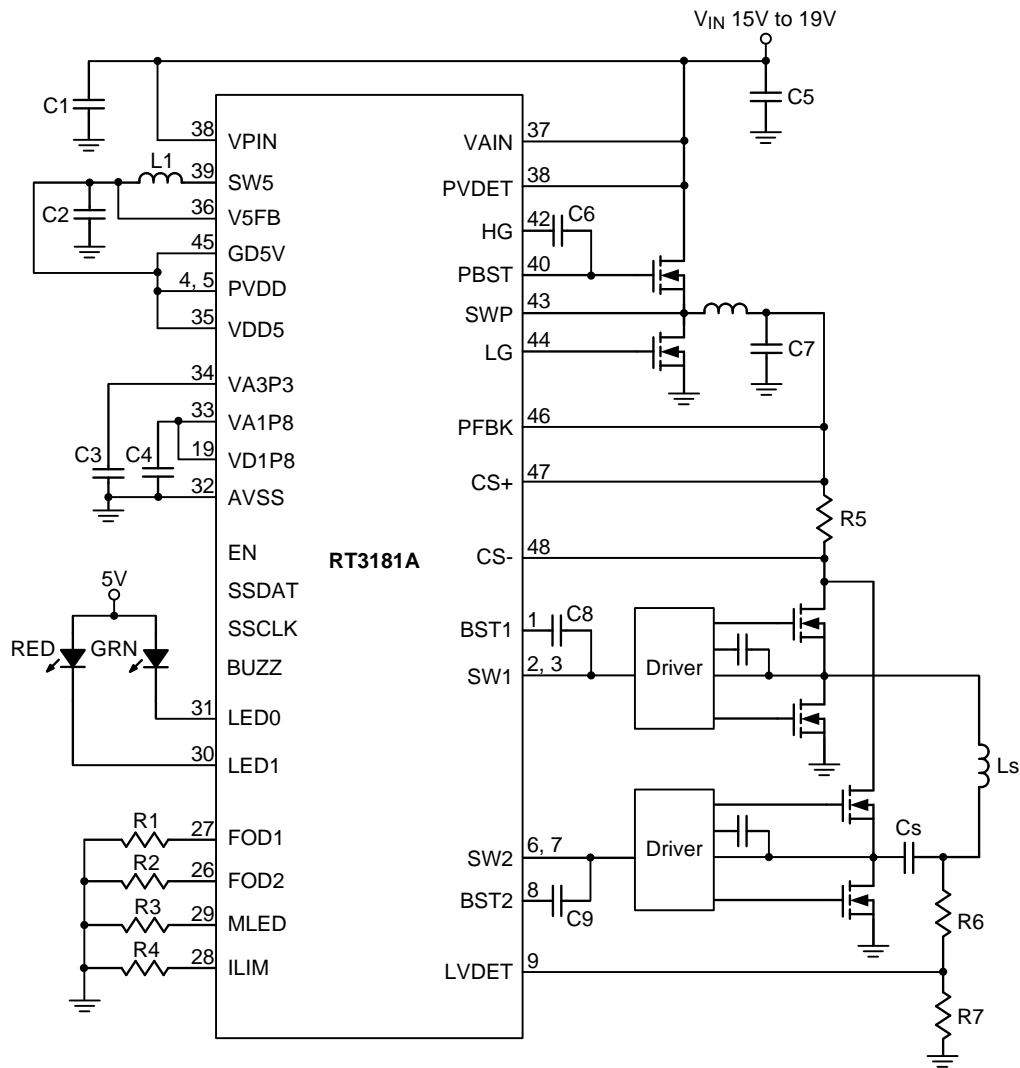 VIN 15V to 19V
C1
C5
38 VPIN
VAIN 37
L1
39 SW5
PVDET 38
C2
36 V5FB
HG 42 C6
45 GD5V
PBST 40
4, 5 PVDD
SWP 43
35 VDD5
LG 44
C7
34 VA3P3
33 VA1P8
PFBK 46
C3 C4
19 VD1P8
CS+ 47
32 AVSS
R5
EN
RT3181A
CS- 48
5V
SSDAT
SSCLK
BST1 1 C8
RED GRN
BUZZ
SW1 2, 3
Driver
31 LED0
30 LED1
Ls
R1 27 FOD1
Cs
R2 26 FOD2
SW2 6, 7
Driver
R3 29 MLED
BST2 8 C9
R6
R4 28 ILIM
LVDET 9
R7